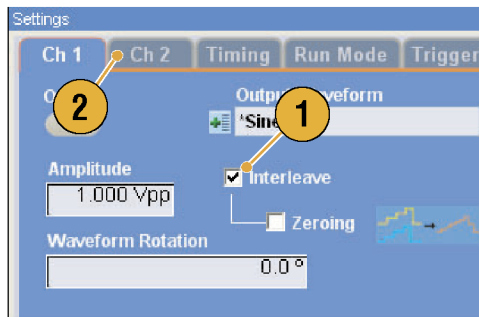 Settings
Ch 1 Ch 2 Timing Run Mode Trigger
2
1
Amplitude
1.000 Vpp
Interleave
Zeroing
Waveform Rotation
0.0 °